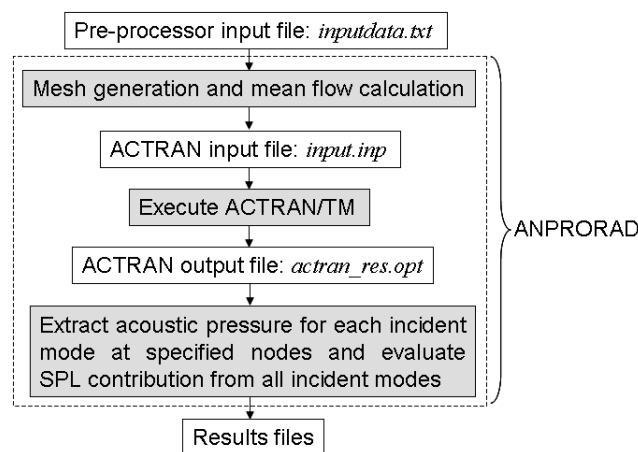 Pre-processor input file: inputdata.txt
Mesh generation and mean flow calculation
ACTRAN input file: input.inp
Execute ACTRAN/TM
ANPRORAD
ACTRAN output file: actran_res.opt
Extract acoustic pressure for each incident
mode at specified nodes and evaluate
SPL contribution from all incident modes
Results files